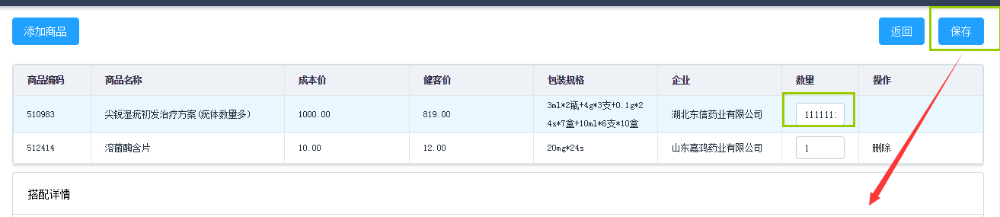 添加商品
返回
保存
商品编码 商品名称 成本价 健客价 包装规格 企业 数量 操作
510983 尖锐湿疣初发治疗方案(疣体数量多) 1000.00 819.00 3ml*2瓶+4g*3支+0.1g*2
4s*7盒+10ml*6支*10盒 湖北东信药业有限公司
512414 溶菌酶含片 10.00 12.00 20mg*24s 山东嘉鸿药业有限公司 1 删除
搭配详情